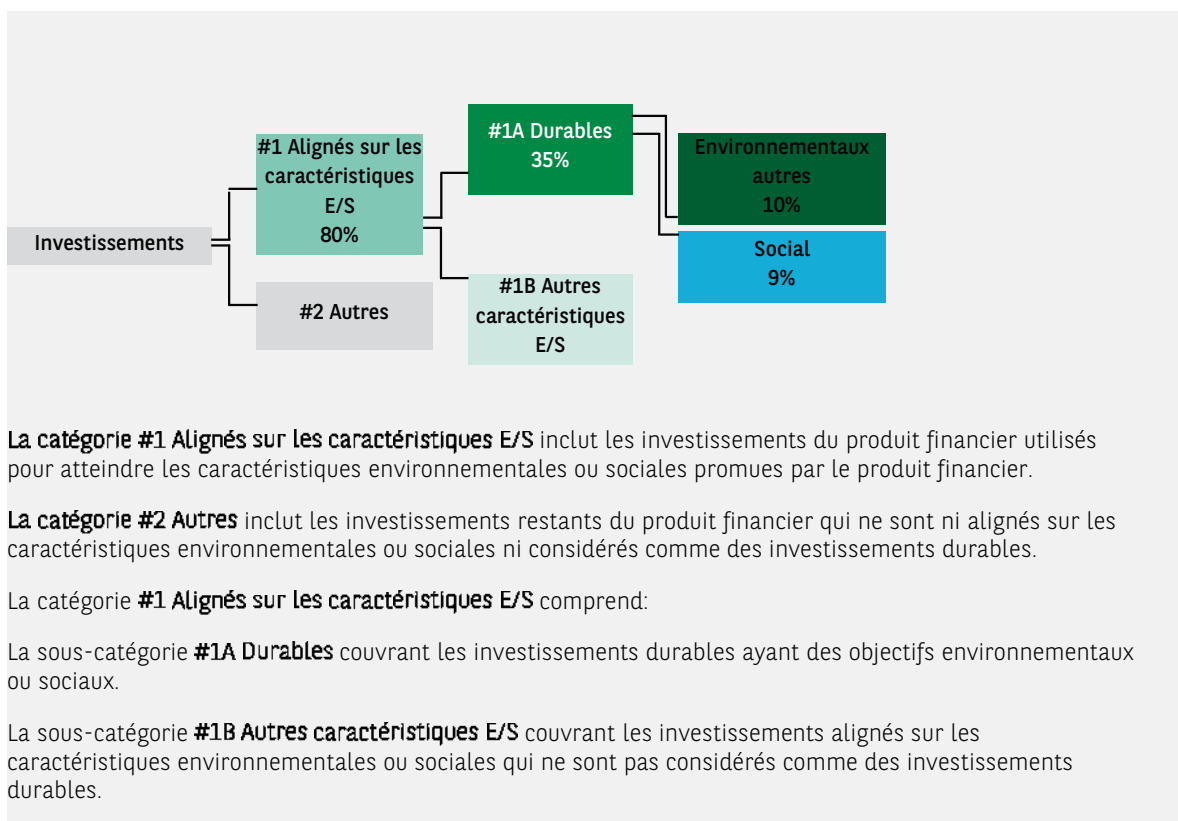 Investissements
#1 Alignés sur les
caractéristiques
E/S
80%
#2 Autres
#1A Durables
35%
#1B Autres
caractéristiques
E/S
Environnementaux
autres
10%
Social
9%
La catégorie #1 Alignés sur les caractéristiques E/S inclut les investissements du produit financier utilisés
pour atteindre les caractéristiques environnementales ou sociales promues par le produit financier.
La catégorie #2 Autres inclut les investissements restants du produit financier qui ne sont ni alignés sur les
caractéristiques environnementales ou sociales ni considérés comme des investissements durables.
La catégorie #1 Alignés sur les caractéristiques E/S comprend:
La sous-catégorie #1A Durables couvrant les investissements durables ayant des objectifs environnementaux
ou sociaux.
La sous-catégorie #1B Autres caractéristiques E/S couvrant les investissements alignés sur les
caractéristiques environnementales ou sociales qui ne sont pas considérés comme des investissements
durables.